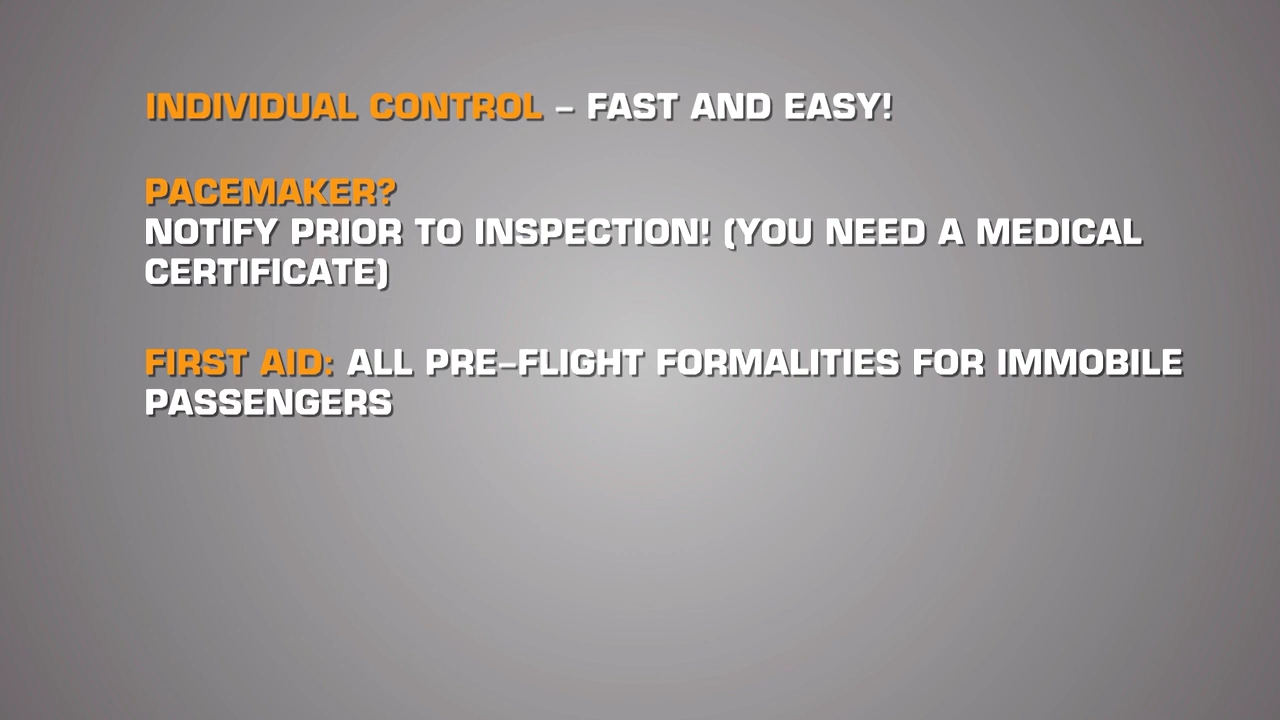 INDIVIDUAL CONTROL – FAST AND EASY!
PACEMAKER?
NOTIFY PRIOR TO INSPECTION! (YOU NEED A MEDICAL
CERTIFICATE)
FIRST AID: ALL PRE–FLIGHT FORMALITIES FOR IMMOBILE
PASSENGERS